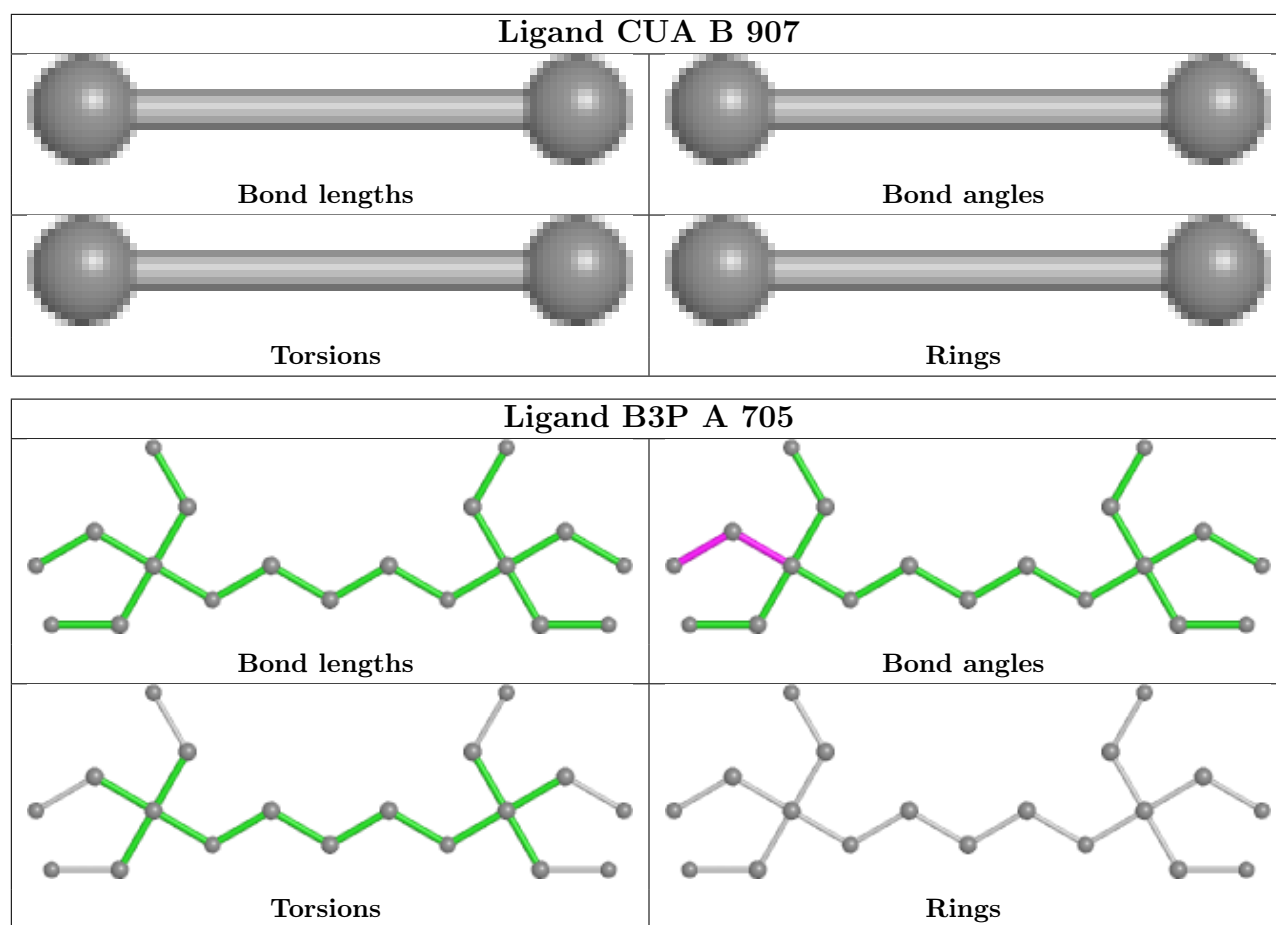 Ligand CUA B 907
Bond lengths
Bond angles
Torsions
Rings
Ligand B3P A 705
Bond lengths
Bond angles
Torsions
Rings